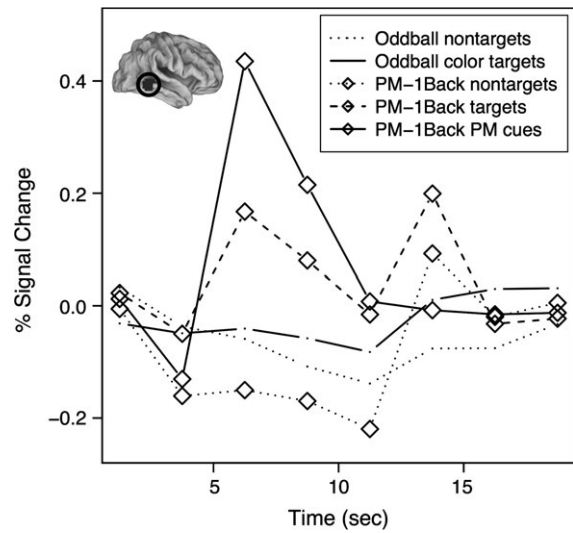 Oddball nontargets
Oddball color targets
PM−1Back nontargets
PM−1Back targets
PM−1Back PM cues
% Signal Change
0.4
0.2
0.0
−0.2
5
10
15
Time (sec)